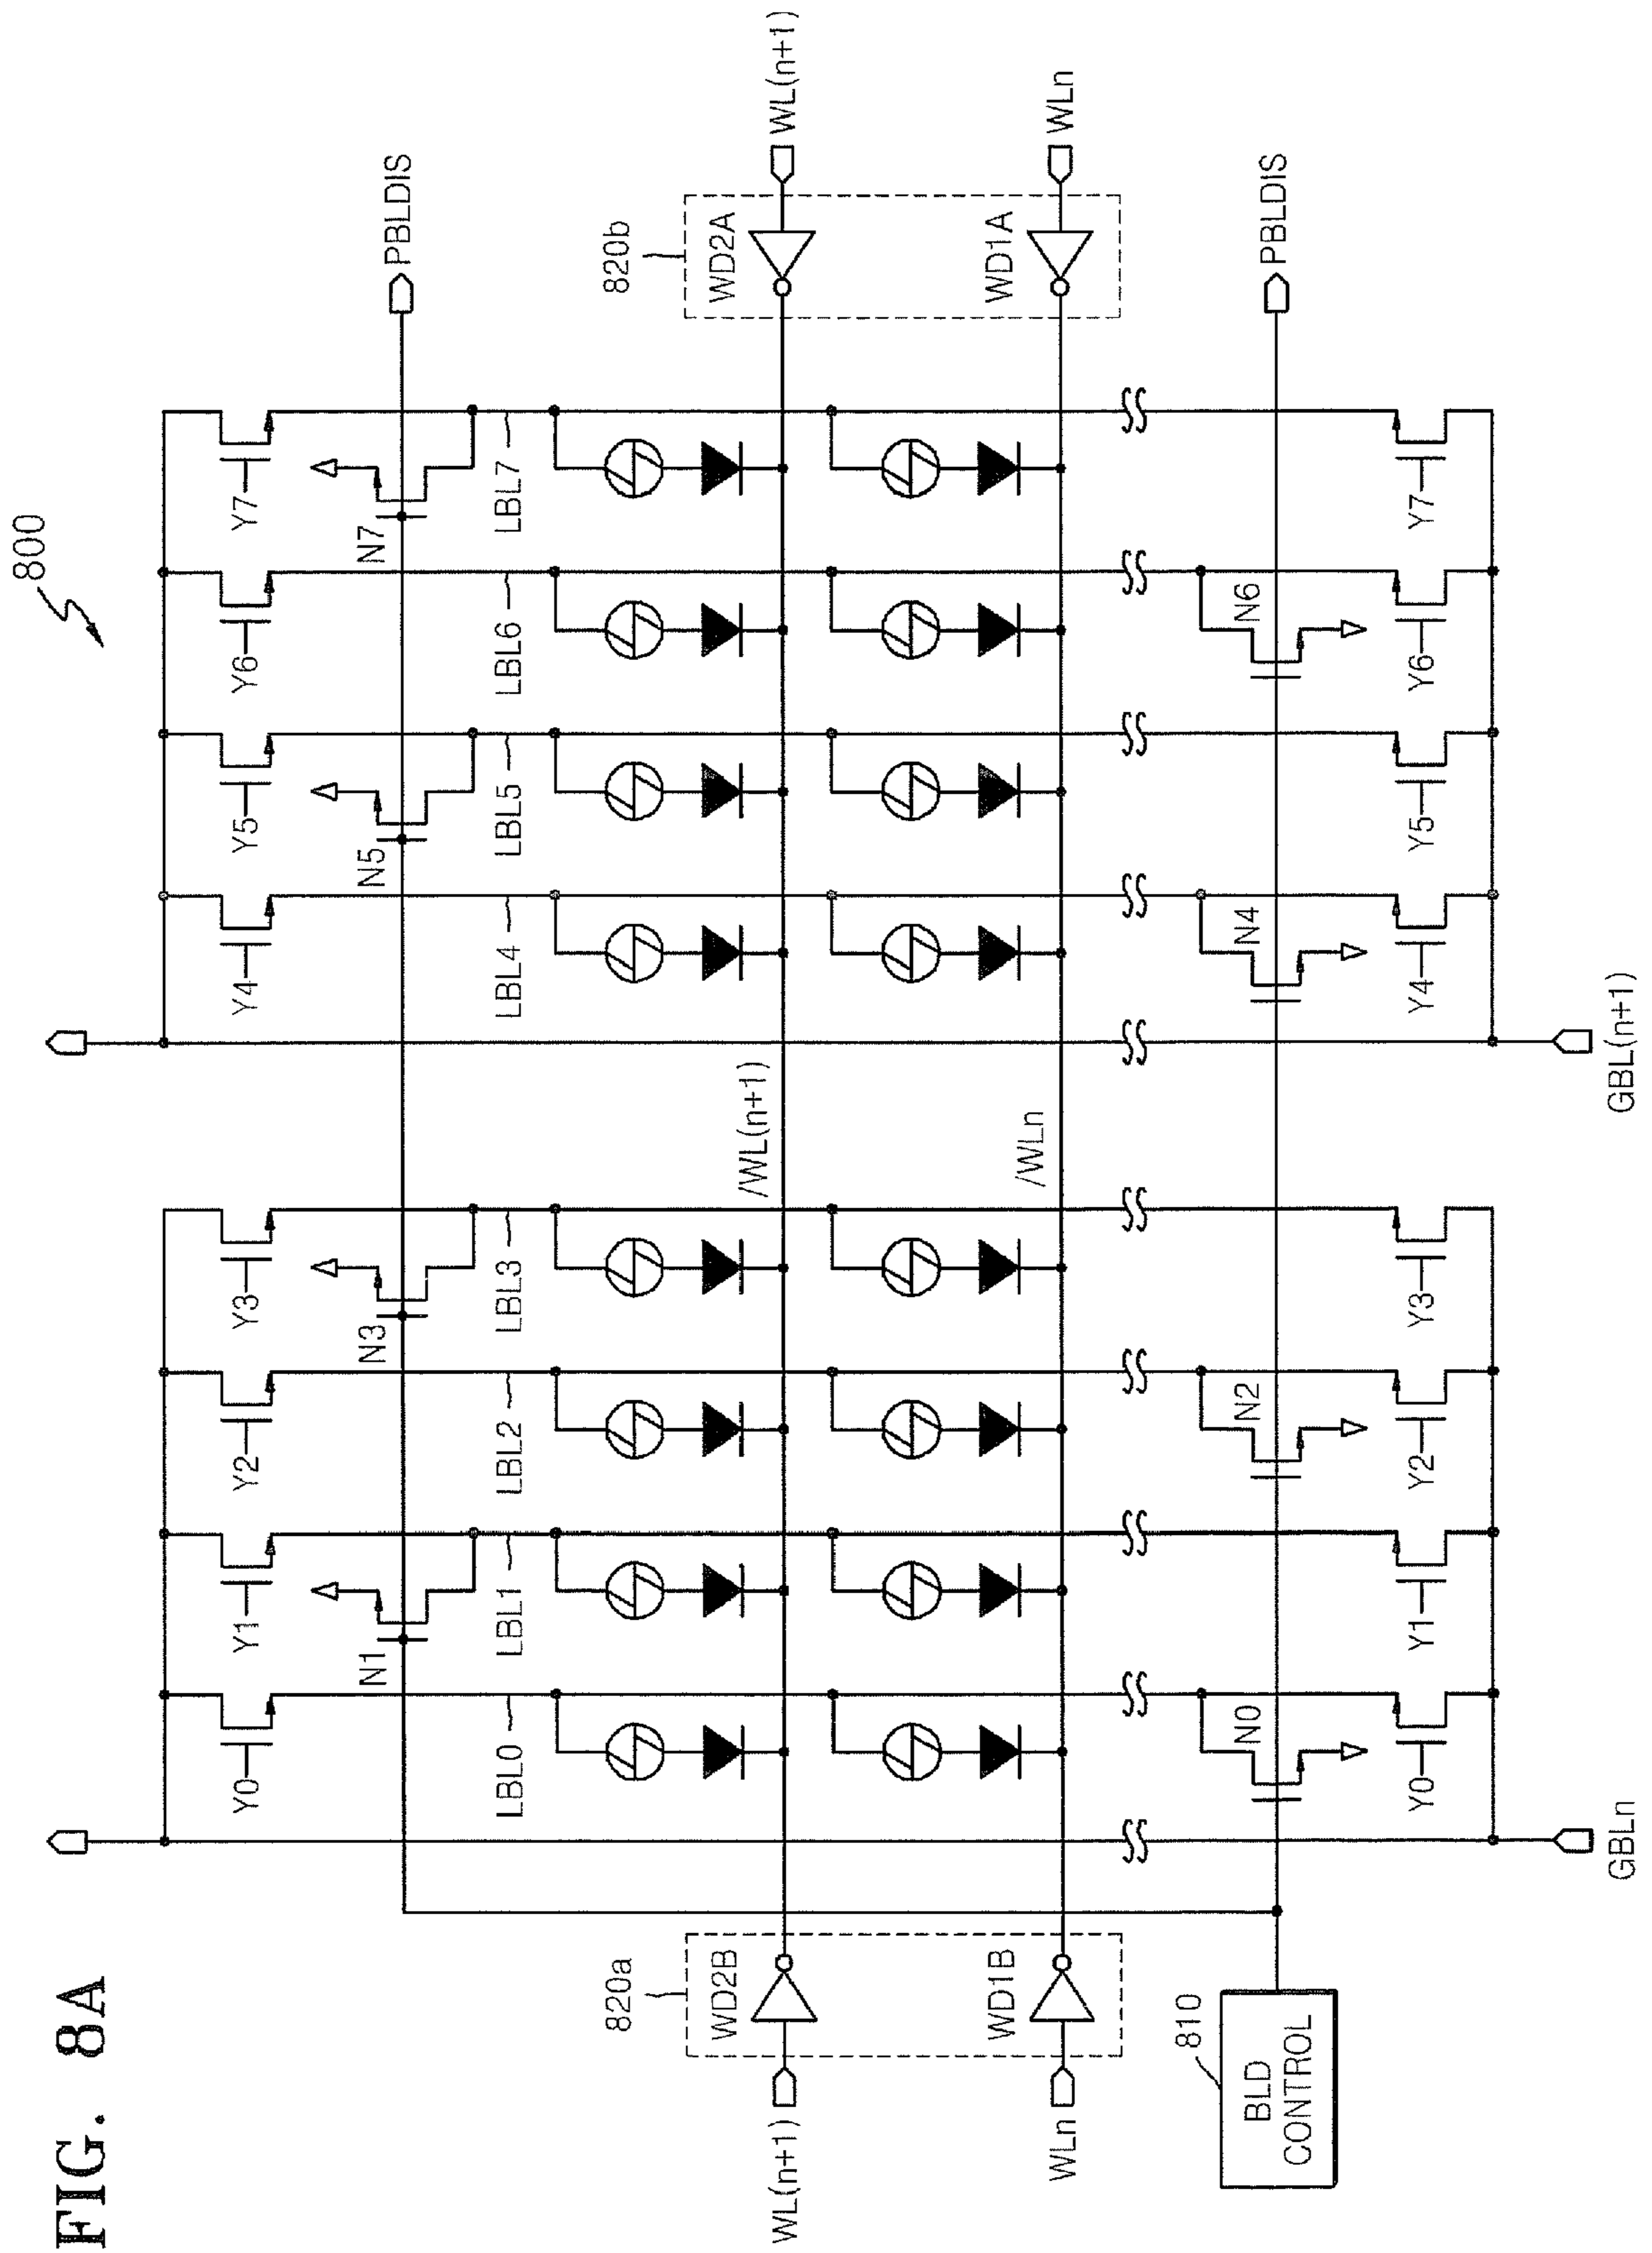 FIG. 8A
800
Y0
Y1
Y2
Y3
Y4
Y5
Y6
Y7
N1
N3
N5
N7
PBLDIS
LBL0
LBL1
LBL2
LBL3
LBL4
LBL5
LBL6
LBL7
820a
820b
WL(n+1)
WD2B
/WL(n+1)
WD2A
WL(n+1)
WLn
WD1B
/WLn
WD1A
WLn
810
BLD
CONTROL
N0
N2
N4
N6
PBLDIS
Y0
Y1
Y2
Y3
Y4
Y5
Y6
Y7
GBLn
GBL(n+1)